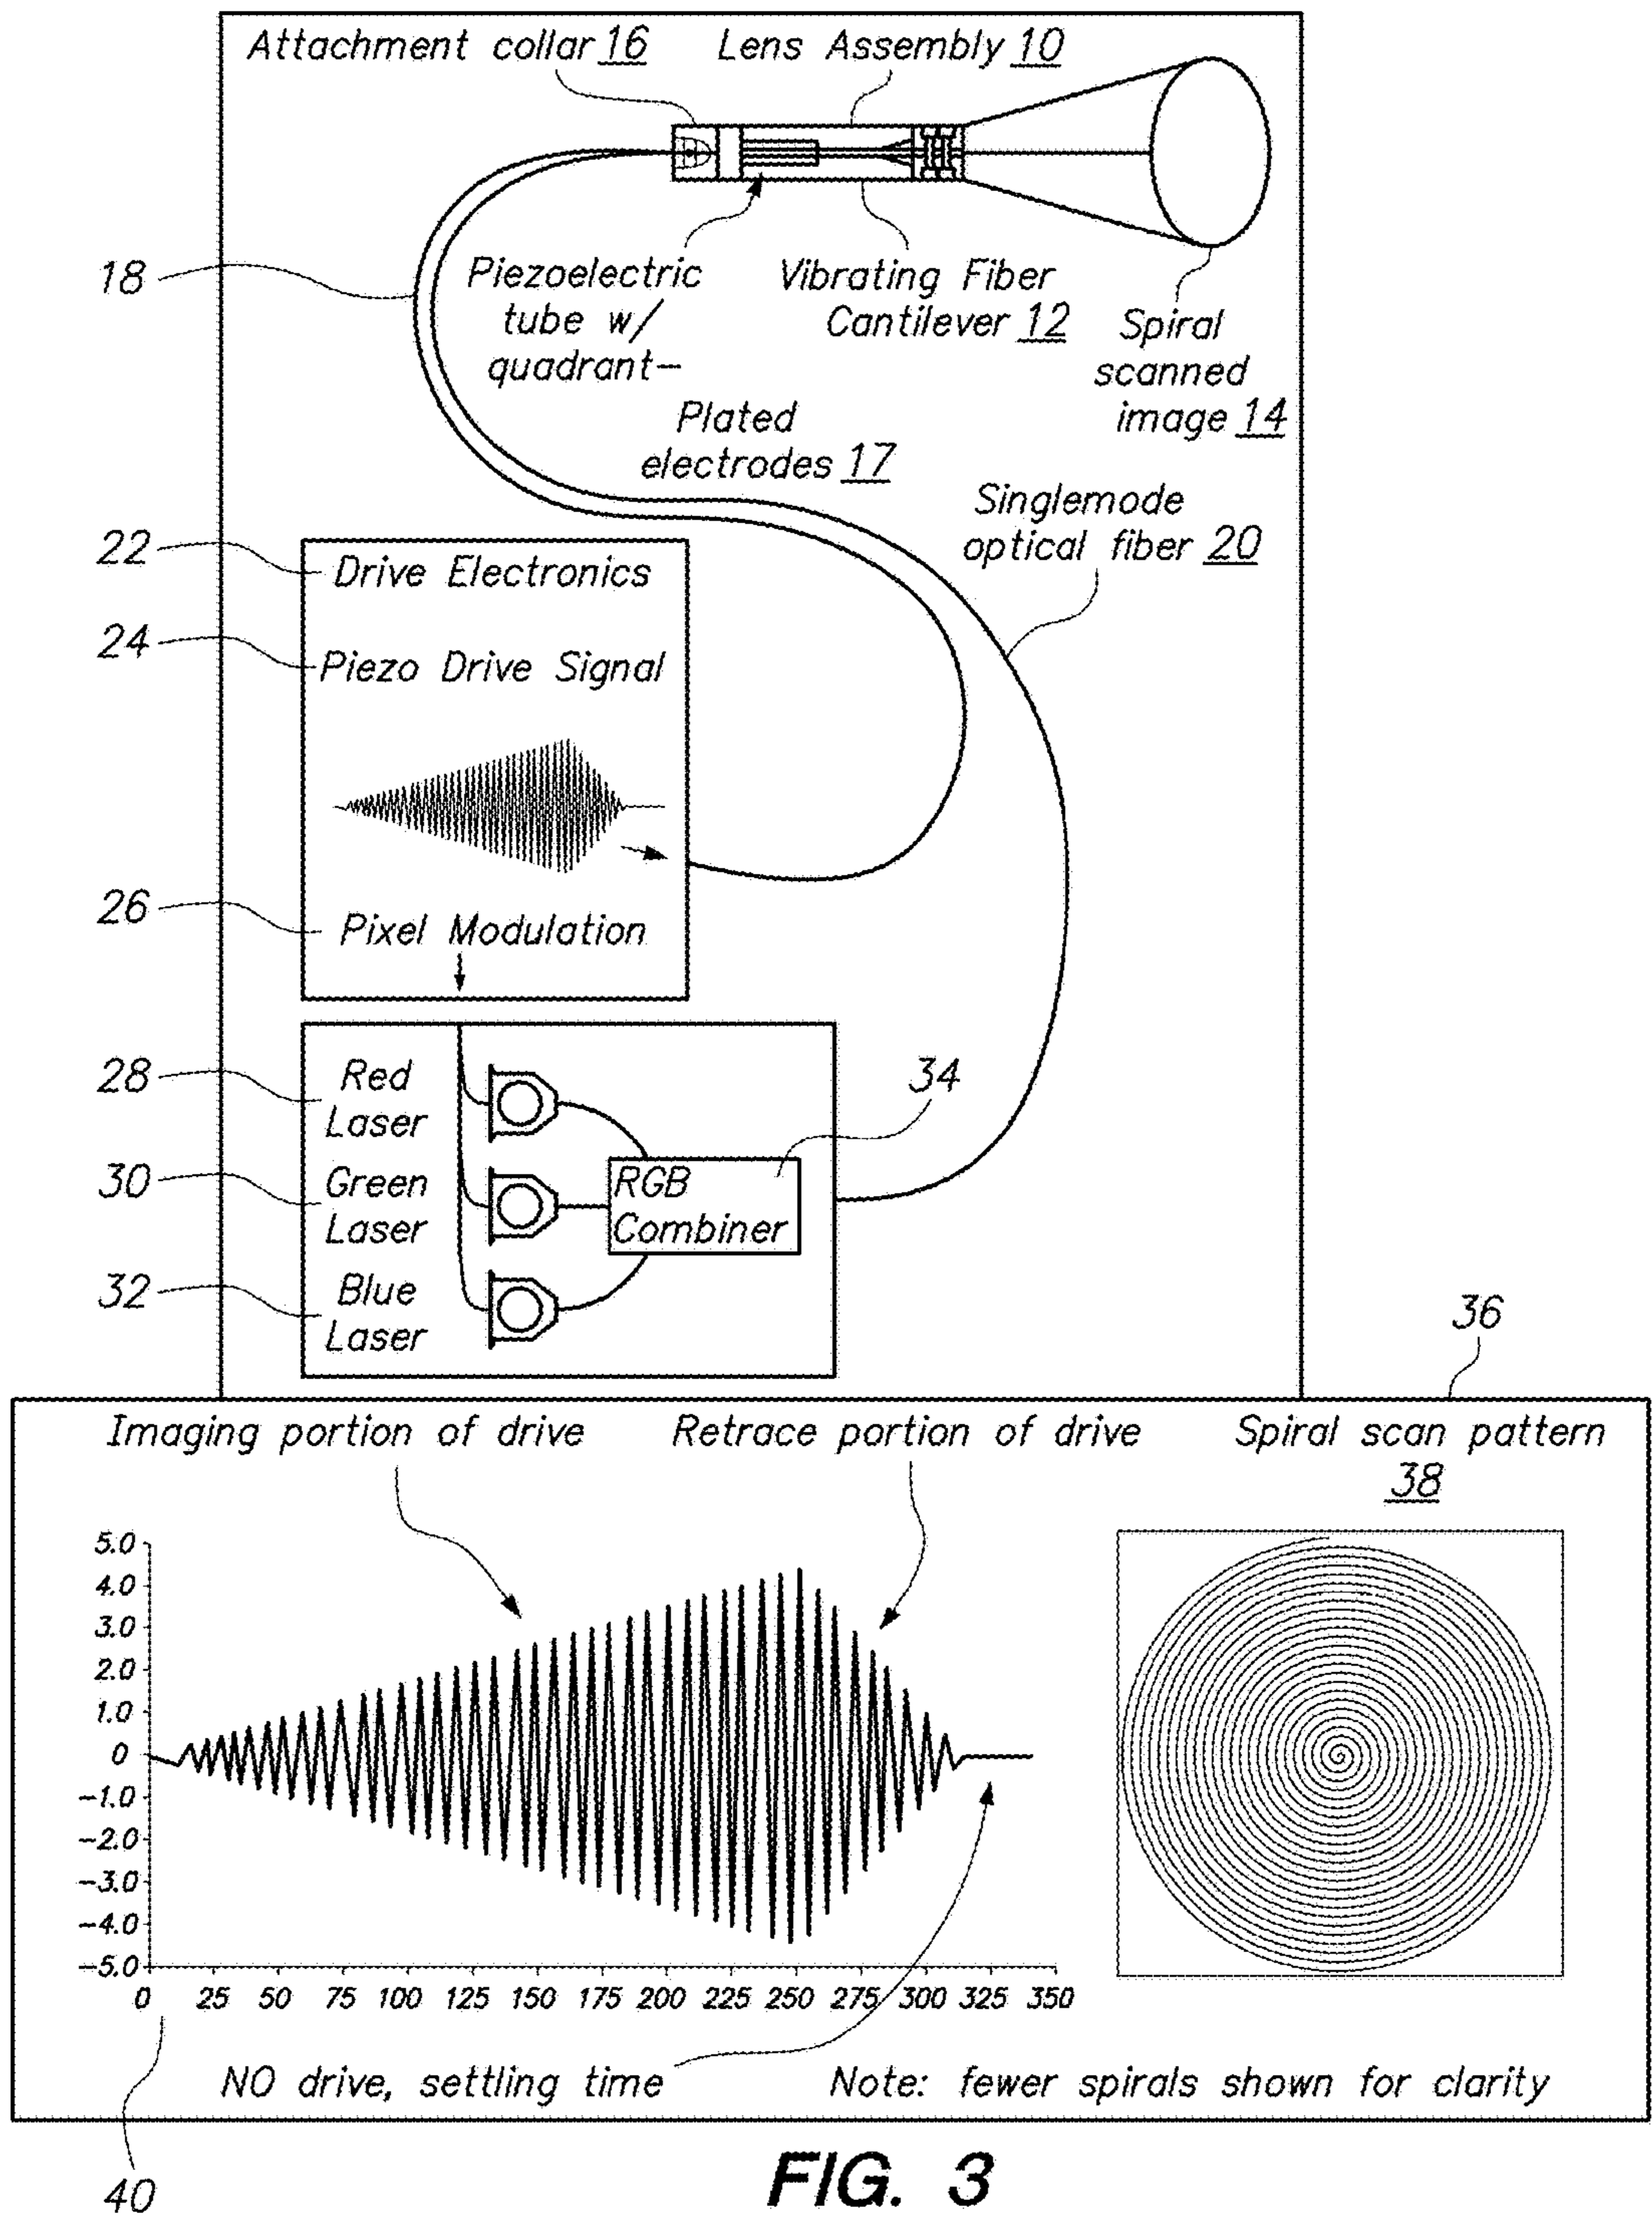 Attachment collar 16 Lens Assembly 10
18
Piezoelectric
tube w/
quadrant-
Vibrating Fiber
Cantilever 12
Spiral
scanned
image 14
Plated
electrodes 17
Singlemode
optical fiber 20
22
Drive Electronics
24
Piezo Drive Signal
26
Pixel Modulation
28
Red
Laser
34
30
Green
Laser
RGB
Combiner
32
Blue
Laser
36
Imaging portion of drive
Retrace portion of drive
Spiral scan pattern
38
5.0
4.0
3.0
2.0
1.0
0
-1.0
-2.0
-3.0
-4.0
-5.0
0 25 50 75 100 125 150 175 200 225 250 275 300 325 350
NO drive, settling time
Note: fewer spirals shown for clarity
40
FIG. 3